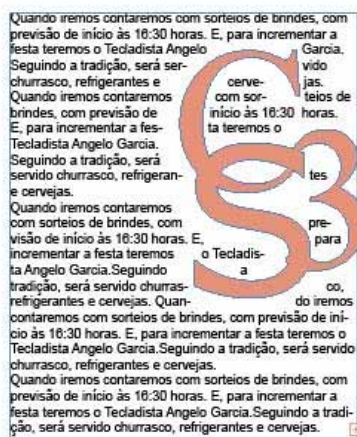 Quando iremos contaremos com sorteios de brindes, com
previsão de início às 16:30 horas. E, para incrementar a
festa teremos o Tecladista Angelo Garcia.
Seguindo a tradição, será ser- vido
churrasco, refrigerantes e cerve- jas.
Quando iremos contaremos com sor- teios de
brindes, com previsão de início às 16:30 horas.
E, para incrementar a fes- ta teremos o
Tecladista Angelo Garcia.
Seguindo a tradição, será
servido churrasco, refrigeran- tes
e cervejas.
Quando iremos contaremos
com sorteios de brindes, com pre-
visão de início às 16:30 horas. E, para
incrementar a festa teremos o Tecladis-
ta Angelo Garcia.Seguindo a
tradição, será servido churras- co,
refrigerantes e cervejas. Quan- do iremos
contaremos com sorteios de brindes, com previsão de iní-
cio às 16:30 horas. E, para incrementar a festa teremos o
Tecladista Angelo Garcia.Seguindo a tradição, será servido
churrasco, refrigerantes e cervejas.
Quando iremos contaremos com sorteios de brindes, com
previsão de início às 16:30 horas. E, para incrementar a
festa teremos o Tecladista Angelo Garcia.Seguindo a tradi-
ção, será servido churrasco, refrigerantes e cervejas.